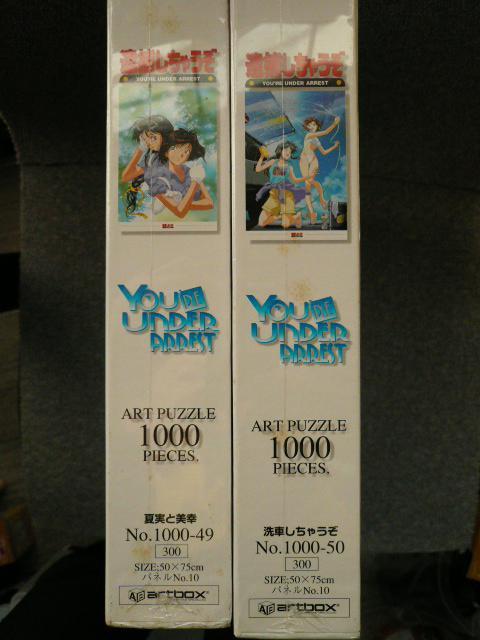 逮捕しちゃうぞ
YOU'RE UNDER ARREST
YOU'RE
UNDER
ARREST
ART PUZZLE
1000
PIECES.
夏実と美幸
No.1000-49
300
SIZE;50×75cm
パネルNo.10
artbox
逮捕しちゃうぞ
YOU'RE UNDER ARREST
YOU'RE
UNDER
ARREST
ART PUZZLE
1000
PIECES.
洗車しちゃうぞ
No.1000-50
300
SIZE;50×75cm
パネルNo.10
artbox